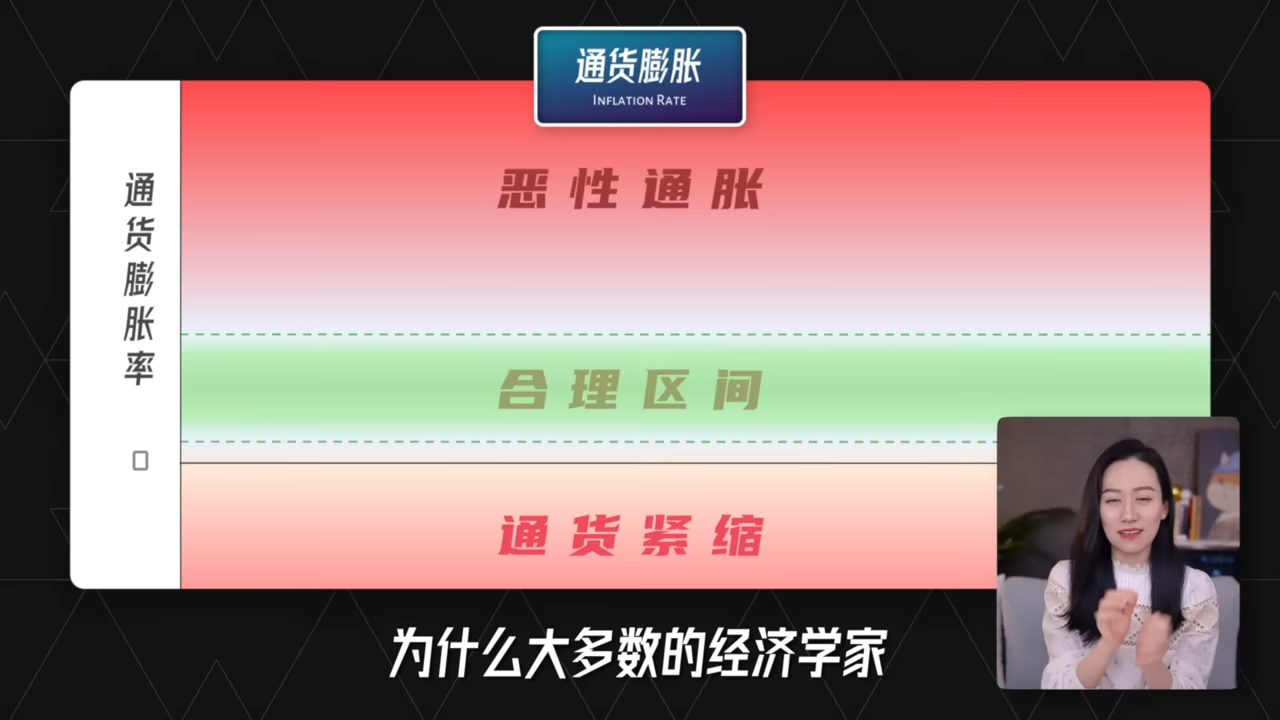 通货膨胀
INFLATION RATE
恶性通胀
通货膨胀率
合理区间
0
通货紧缩
为什么大多数的经济学家